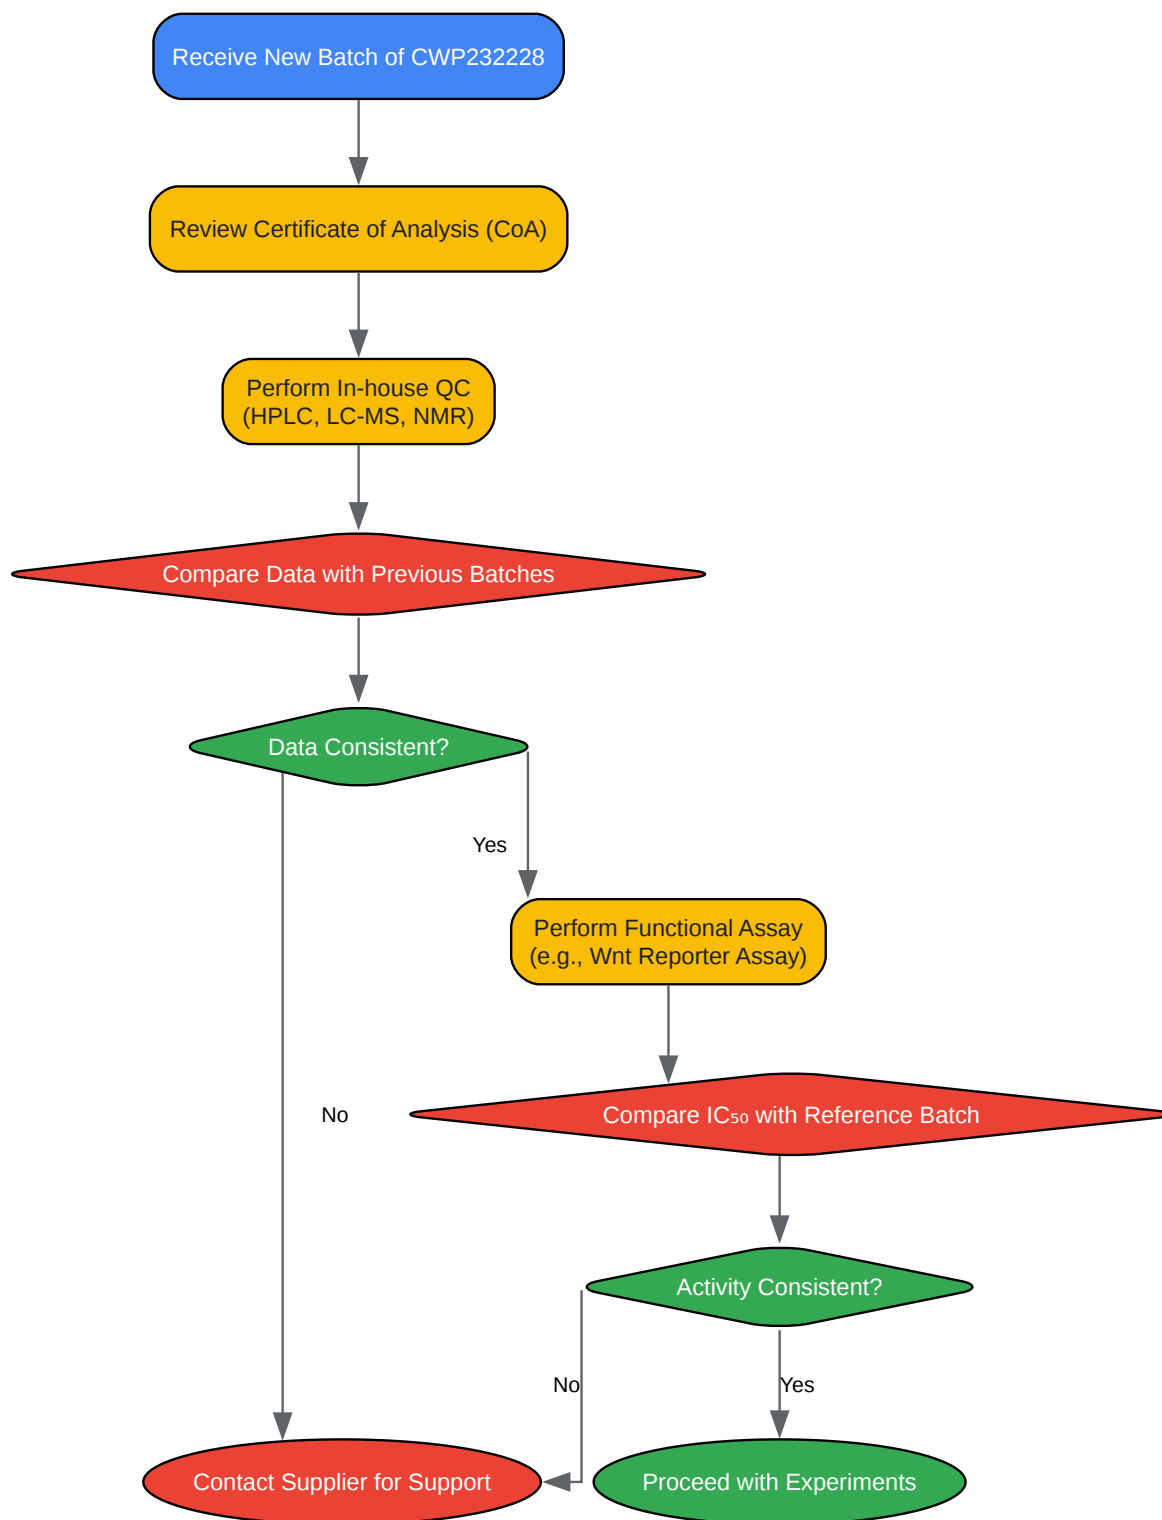 Receive New Batch of CWP232228
Review Certificate of Analysis (CoA)
Perform In-house QC
(HPLC, LC-MS, NMR)
Compare Data with Previous Batches
Data Consistent?
Yes
Perform Functional Assay
(e.g., Wnt Reporter Assay)
No
Compare IC₅₀ with Reference Batch
Activity Consistent?
No
Yes
Contact Supplier for Support
Proceed with Experiments